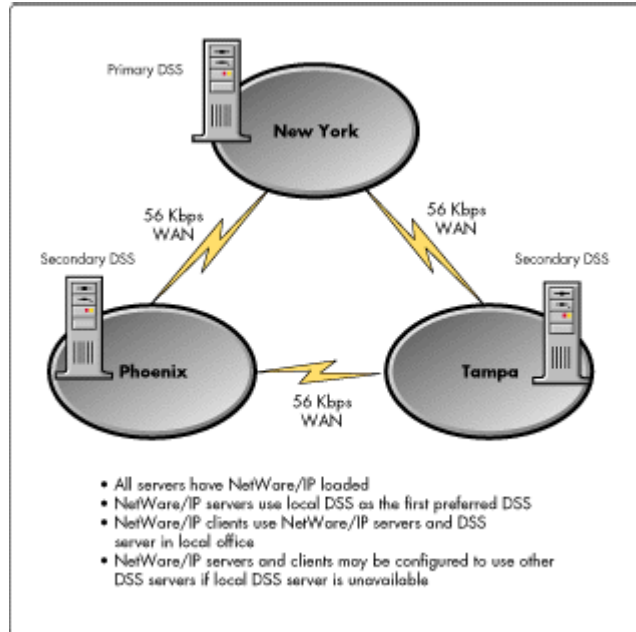 Primary DSS
New York
56 Kbps
WAN
56 Kbps
WAN
Secondary DSS
Secondary DSS
Phoenix
Tampa
56 Kbps
WAN
• All servers have NetWare/IP loaded
• NetWare/IP servers use local DSS as the first preferred DSS
• NetWare/IP clients use NetWare/IP servers and DSS
server in local office
• NetWare/IP servers and clients may be configured to use other
DSS servers if local DSS server is unavailable